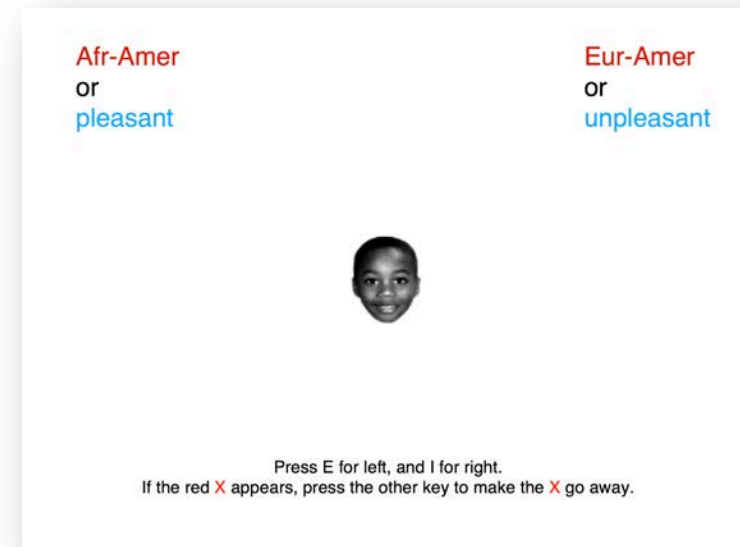 Afr-Amer
or
pleasant
Eur-Amer
or
unpleasant
Press E for left, and I for right.
If the red X appears, press the other key to make the X go away.